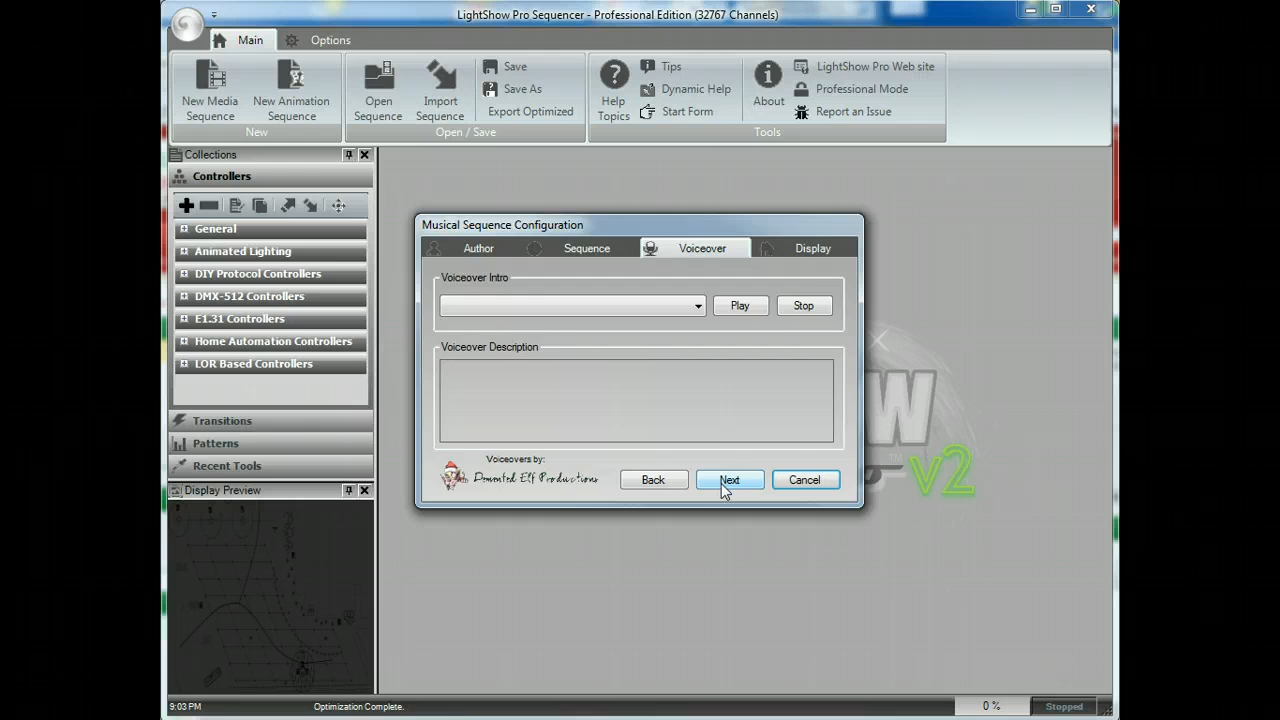 LightShow Pro Sequencer - Professional Edition (32767 Channels)
Main Options
New Media Sequence
New Animation Sequence
New
Open Sequence
Import Sequence
Save
Save As
Export Optimized
Open / Save
Help Topics
Tips
Dynamic Help
Start Form
About
LightShow Pro Web site
Professional Mode
Report an Issue
Tools
Collections
Controllers
General
Animated Lighting
DIY Protocol Controllers
DMX-512 Controllers
E1.31 Controllers
Home Automation Controllers
LOR Based Controllers
Transitions
Patterns
Recent Tools
Display Preview
Musical Sequence Configuration
Author Sequence Voiceover Display
Voiceover Intro
Play Stop
Voiceover Description
Voiceovers by:
Demented Elf Productions
Back Next Cancel
W
TM
v2
9:03 PM Optimization Complete. 0 % Stopped